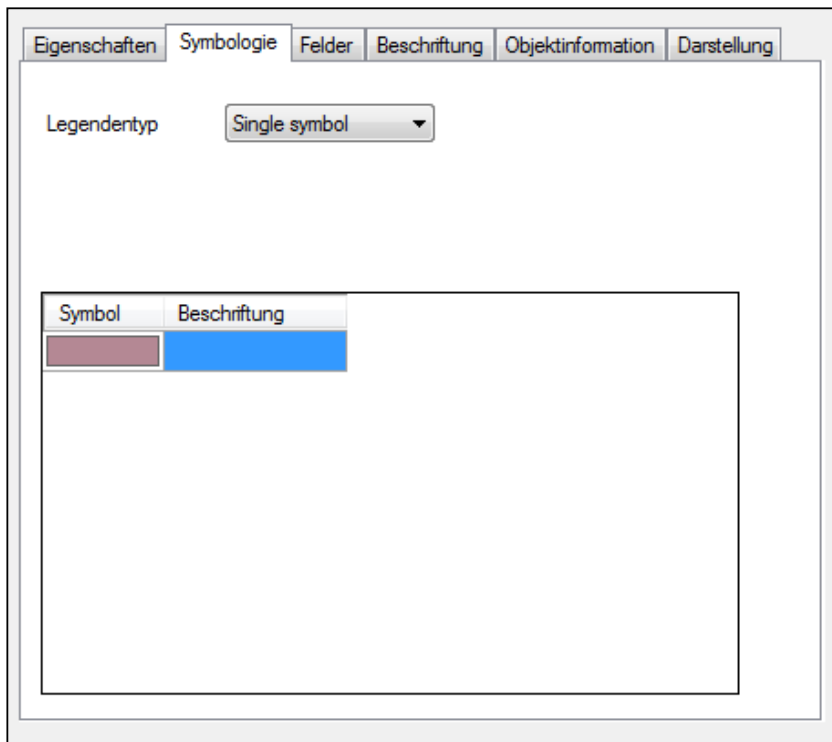 Eigenschaften Symbologie Felder Beschriftung Objektinformation Darstellung
Legendentyp Single symbol
Symbol Beschriftung